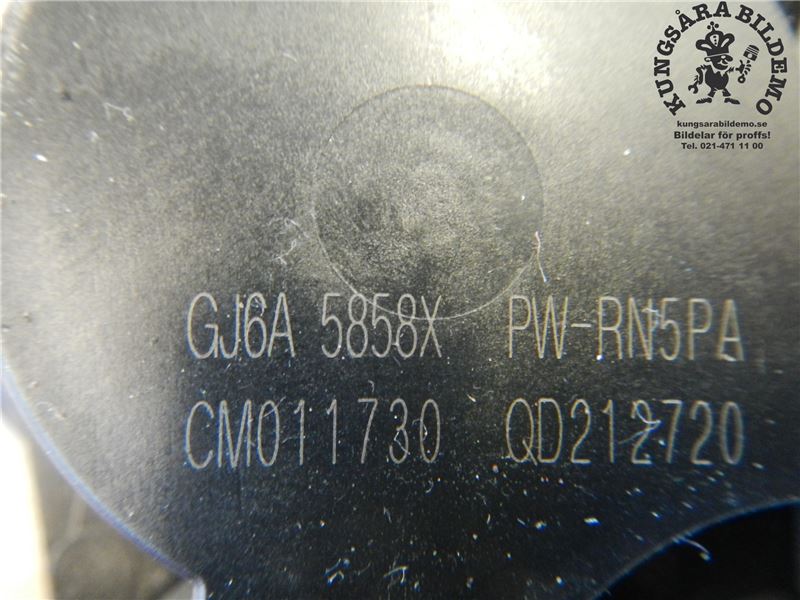 KUNGSÅRA BILDEMO
kungsarabildemo.se
Bildelar för proffs!
Tel. 021-471 11 00
GJ6A 5858X PW-RN5PA
CM011730 QD212720